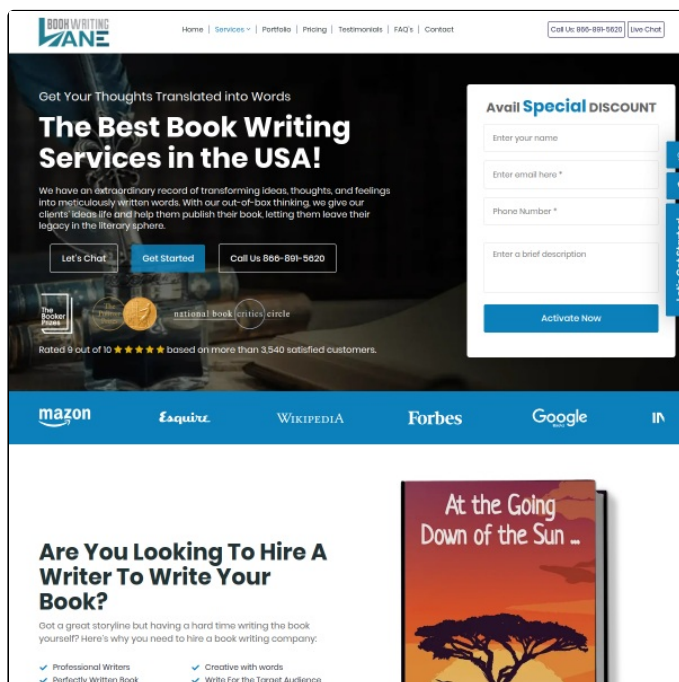 BOOK WRITING
LANE
Home | Services | Portfolio | Pricing | Testimonials | FAQ's | Contact
Call Us: 866-891-5620
Live Chat
Get Your Thoughts Translated into Words
The Best Book Writing
Services in the USA!
We have an extraordinary record of transforming ideas, thoughts, and feelings
into meticulously written words. With our out-of-box thinking, we give our
clients' ideas life and help them publish their book, letting them leave their
legacy in the literary sphere.
Let's Chat
Get Started
Call Us 866-891-5620
The
Booker
Prizes
national book critics circle
Rated 9 out of 10 ★★★★★ based on more than 3,540 satisfied customers.
Avail Special DISCOUNT
Enter your name
Enter email here *
Phone Number *
Enter a brief description
Activate Now
mazon
Esquire
WIKIPEDIA
Forbes
Google
IN
Are You Looking To Hire A
Writer To Write Your
Book?
Got a great storyline but having a hard time writing the book
yourself? Here's why you need to hire a book writing company:
✓ Professional Writers
✓ Creative with words
✓ Perfectly Written Book
✓ Write For the Target Audience
At the Going
Down of the Sun ...